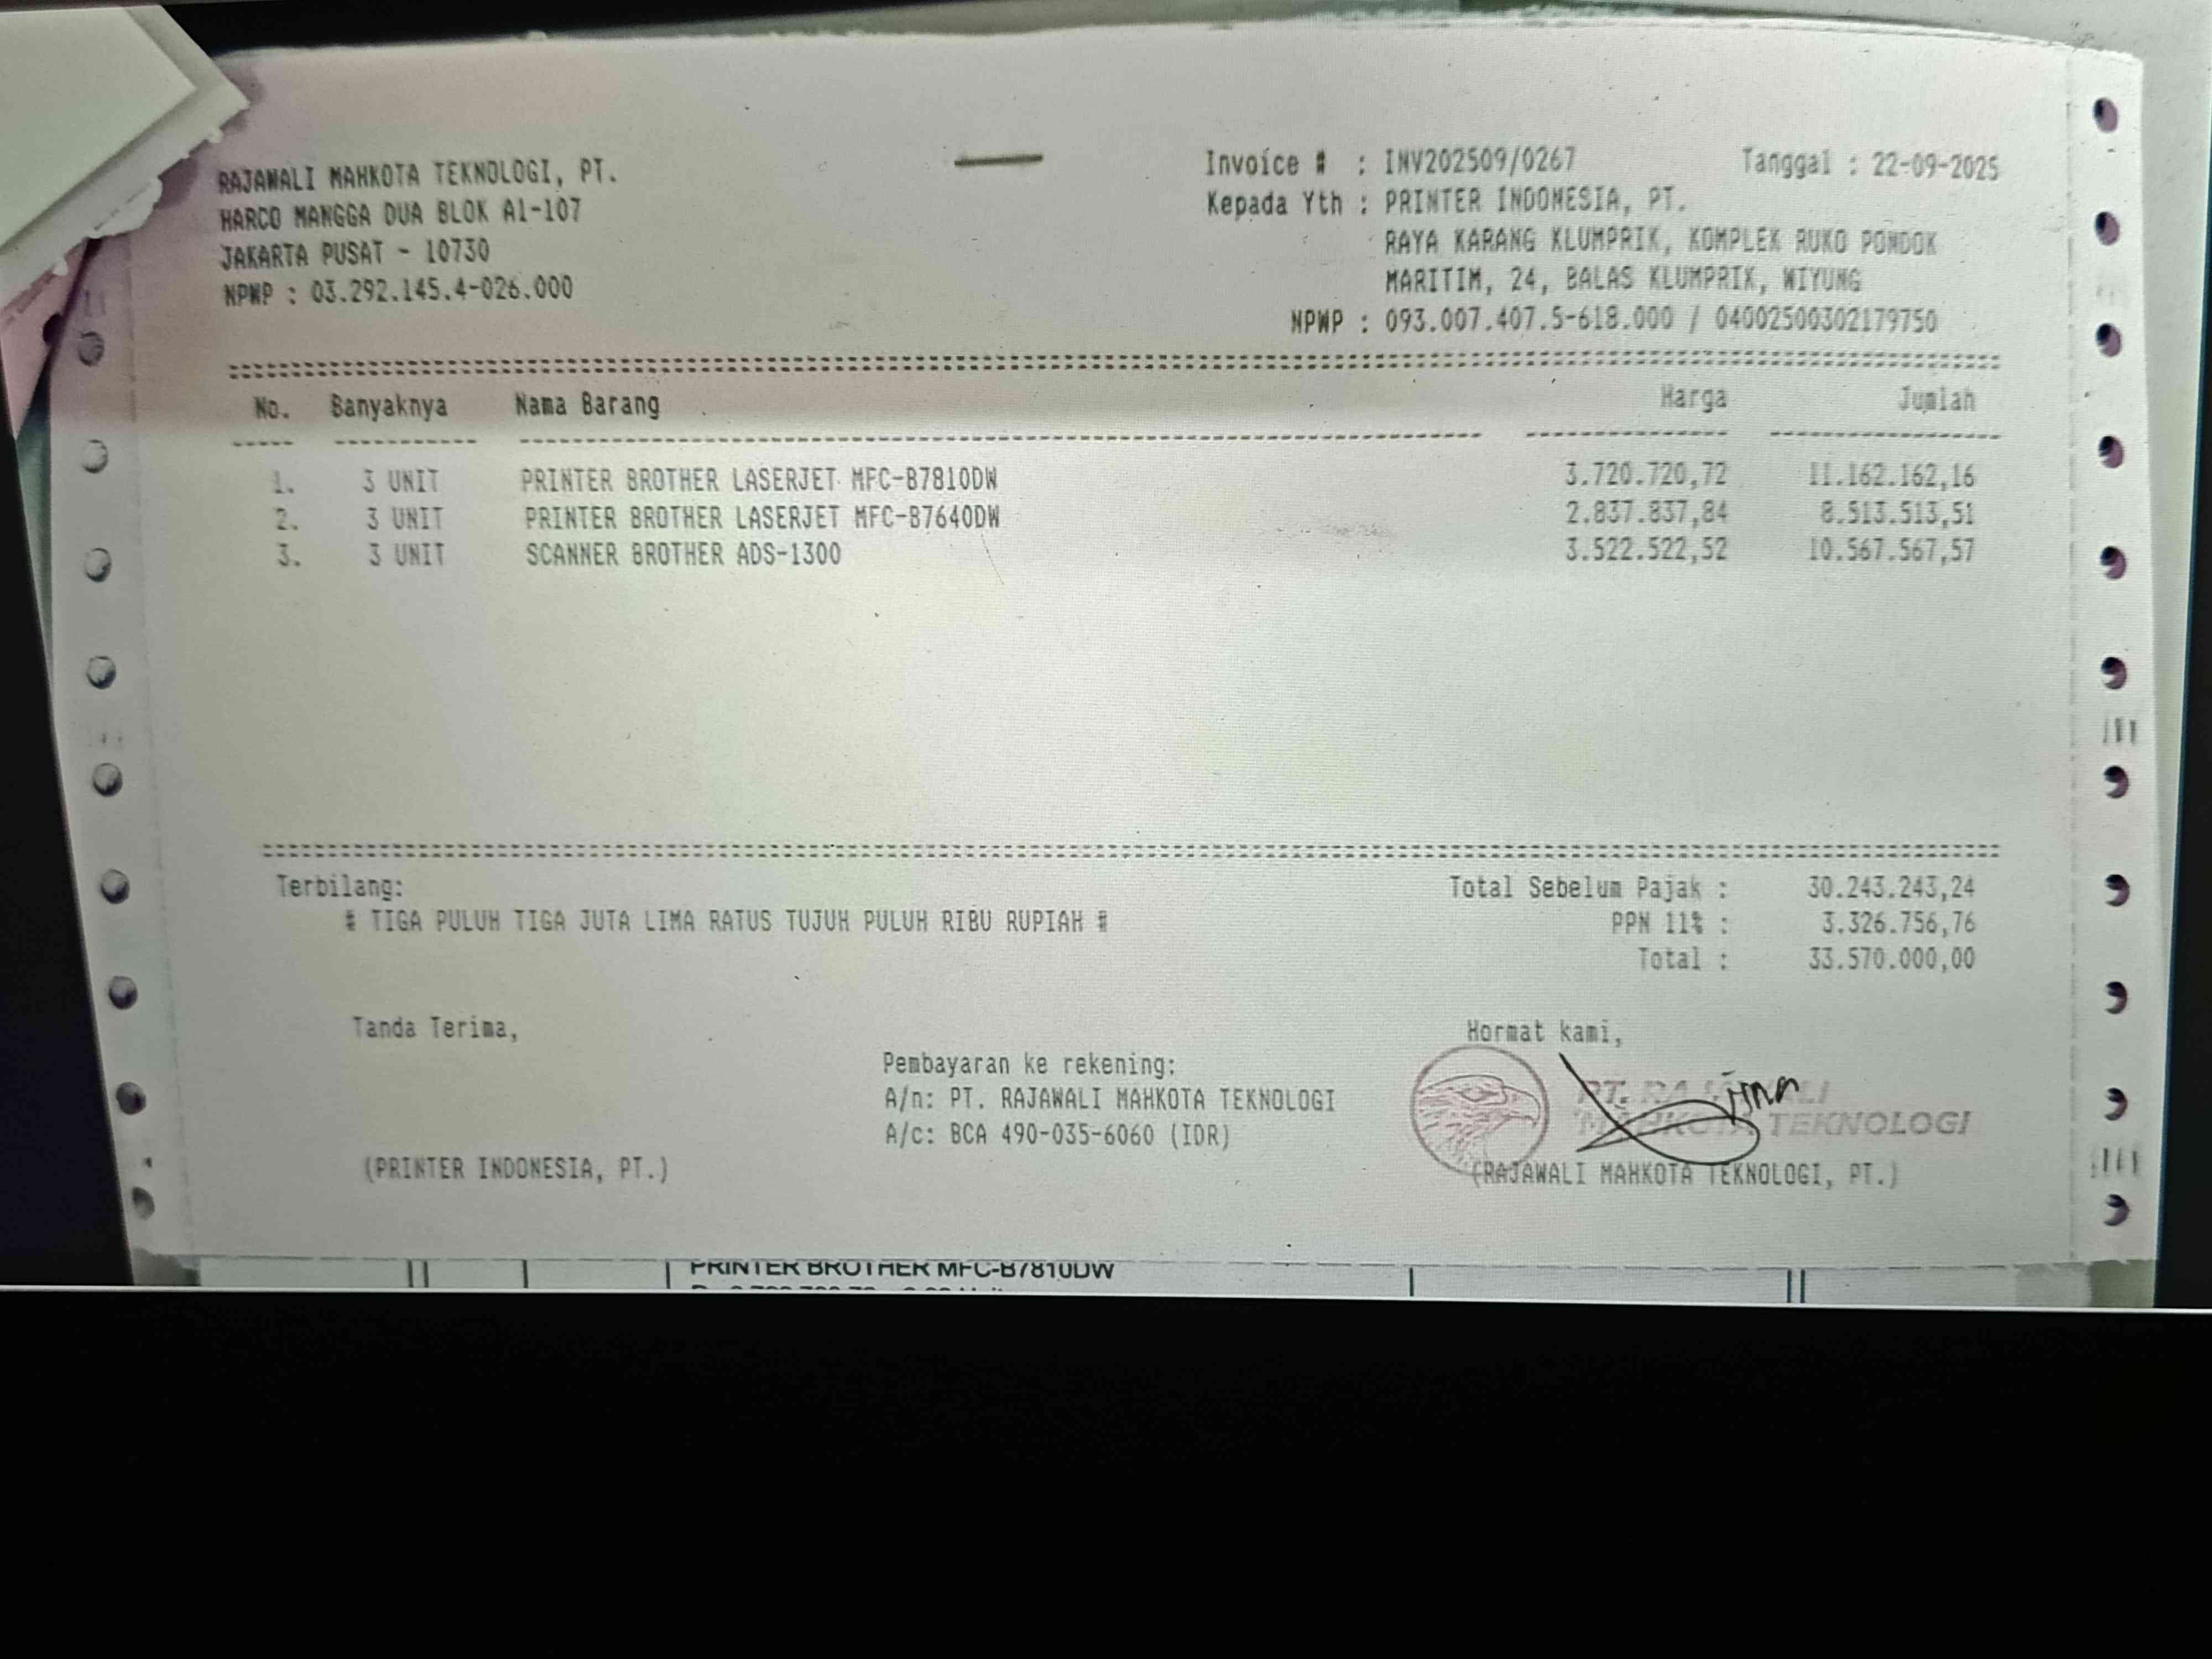 RAJAWALI MAHKOTA TEKNOLOGI, PT.
HARCO MANGGA DUA BLOK A1-107
JAKARTA PUSAT - 10730
NPWP : 03.292.145.4-026.000
Invoice # : INV202509/0267 Tanggal : 22-09-2025
Kepada Yth : PRINTER INDONESIA, PT.
RAYA KARANG KLUMPRIK, KOMPLEK RUKO PONDOK
MARITIM, 24, BALAS KLUMPRIK, WIYUNG
NPWP : 093.007.407.5-618.000 / 04002500302179750
No. Banyaknya Nama Barang Harga Jumlah
1. 3 UNIT PRINTER BROTHER LASERJET MFC-B7810DW 3.720.720,72 11.162.162,16
2. 3 UNIT PRINTER BROTHER LASERJET MFC-B7640DW 2.837.837,84 8.513.513,51
3. 3 UNIT SCANNER BROTHER ADS-1300 3.522.522,52 10.567.567,57
Terbilang:
# TIGA PULUH TIGA JUTA LIMA RATUS TUJUH PULUH RIBU RUPIAH #
Total Sebelum Pajak : 30.243.243,24
PPN 11% : 3.326.756,76
Total : 33.570.000,00
Tanda Terima,
(PRINTER INDONESIA, PT.)
Pembayaran ke rekening:
A/n: PT. RAJAWALI MAHKOTA TEKNOLOGI
A/c: BCA 490-035-6060 (IDR)
Hormat kami,
PT. RAJAWALI
MAHKOTA TEKNOLOGI
(RAJAWALI MAHKOTA TEKNOLOGI, PT.)
PRINTER BROTHER MFC-B7810DW